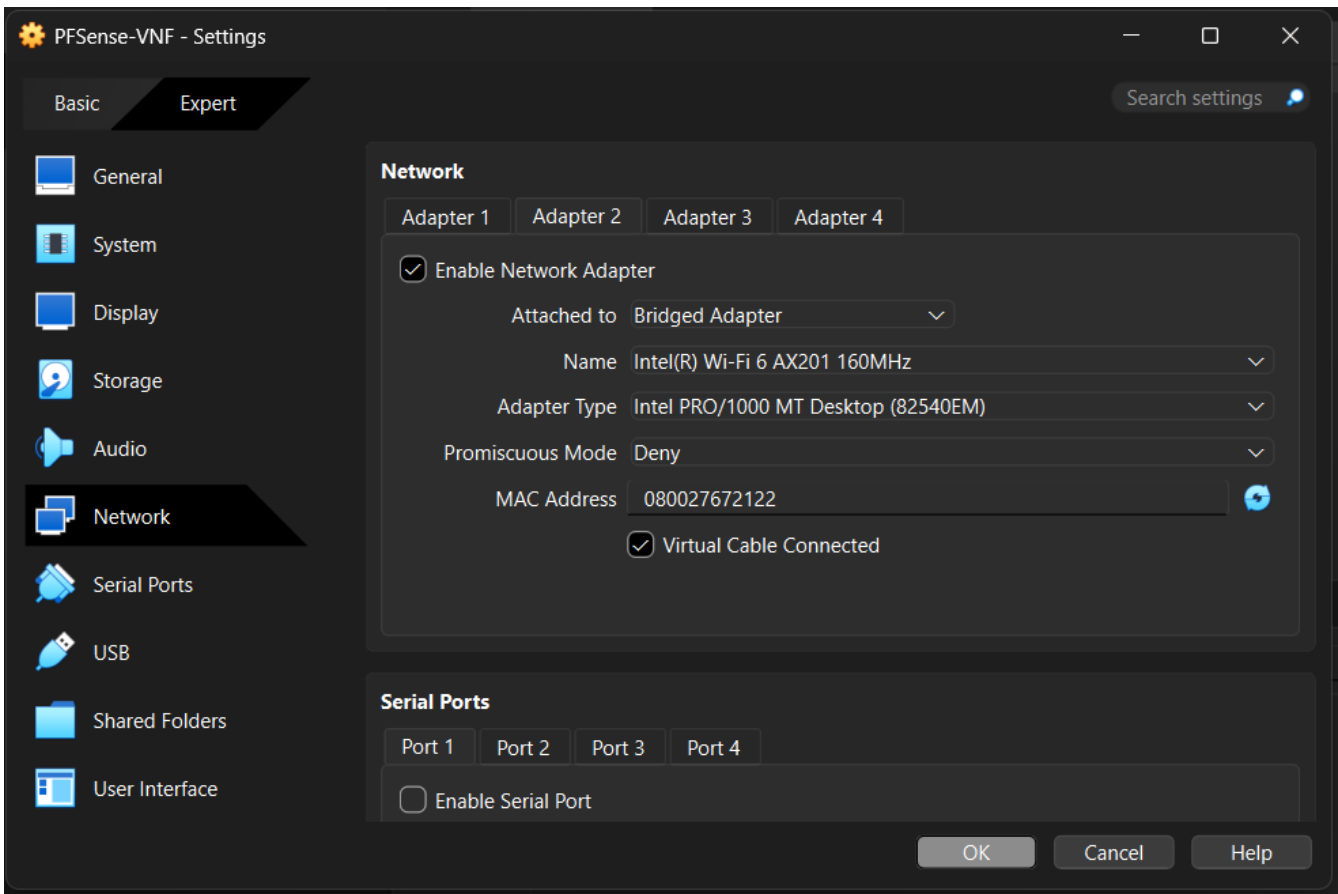 PFSense-VNF - Settings
Basic
Expert
Search settings
General
System
Display
Storage
Audio
Network
Serial Ports
USB
Shared Folders
User Interface
Network
Adapter 1
Adapter 2
Adapter 3
Adapter 4
Enable Network Adapter
Attached to Bridged Adapter
Name Intel(R) Wi-Fi 6 AX201 160MHz
Adapter Type Intel PRO/1000 MT Desktop (82540EM)
Promiscuous Mode Deny
MAC Address 080027672122
Virtual Cable Connected
Serial Ports
Port 1
Port 2
Port 3
Port 4
Enable Serial Port
OK
Cancel
Help